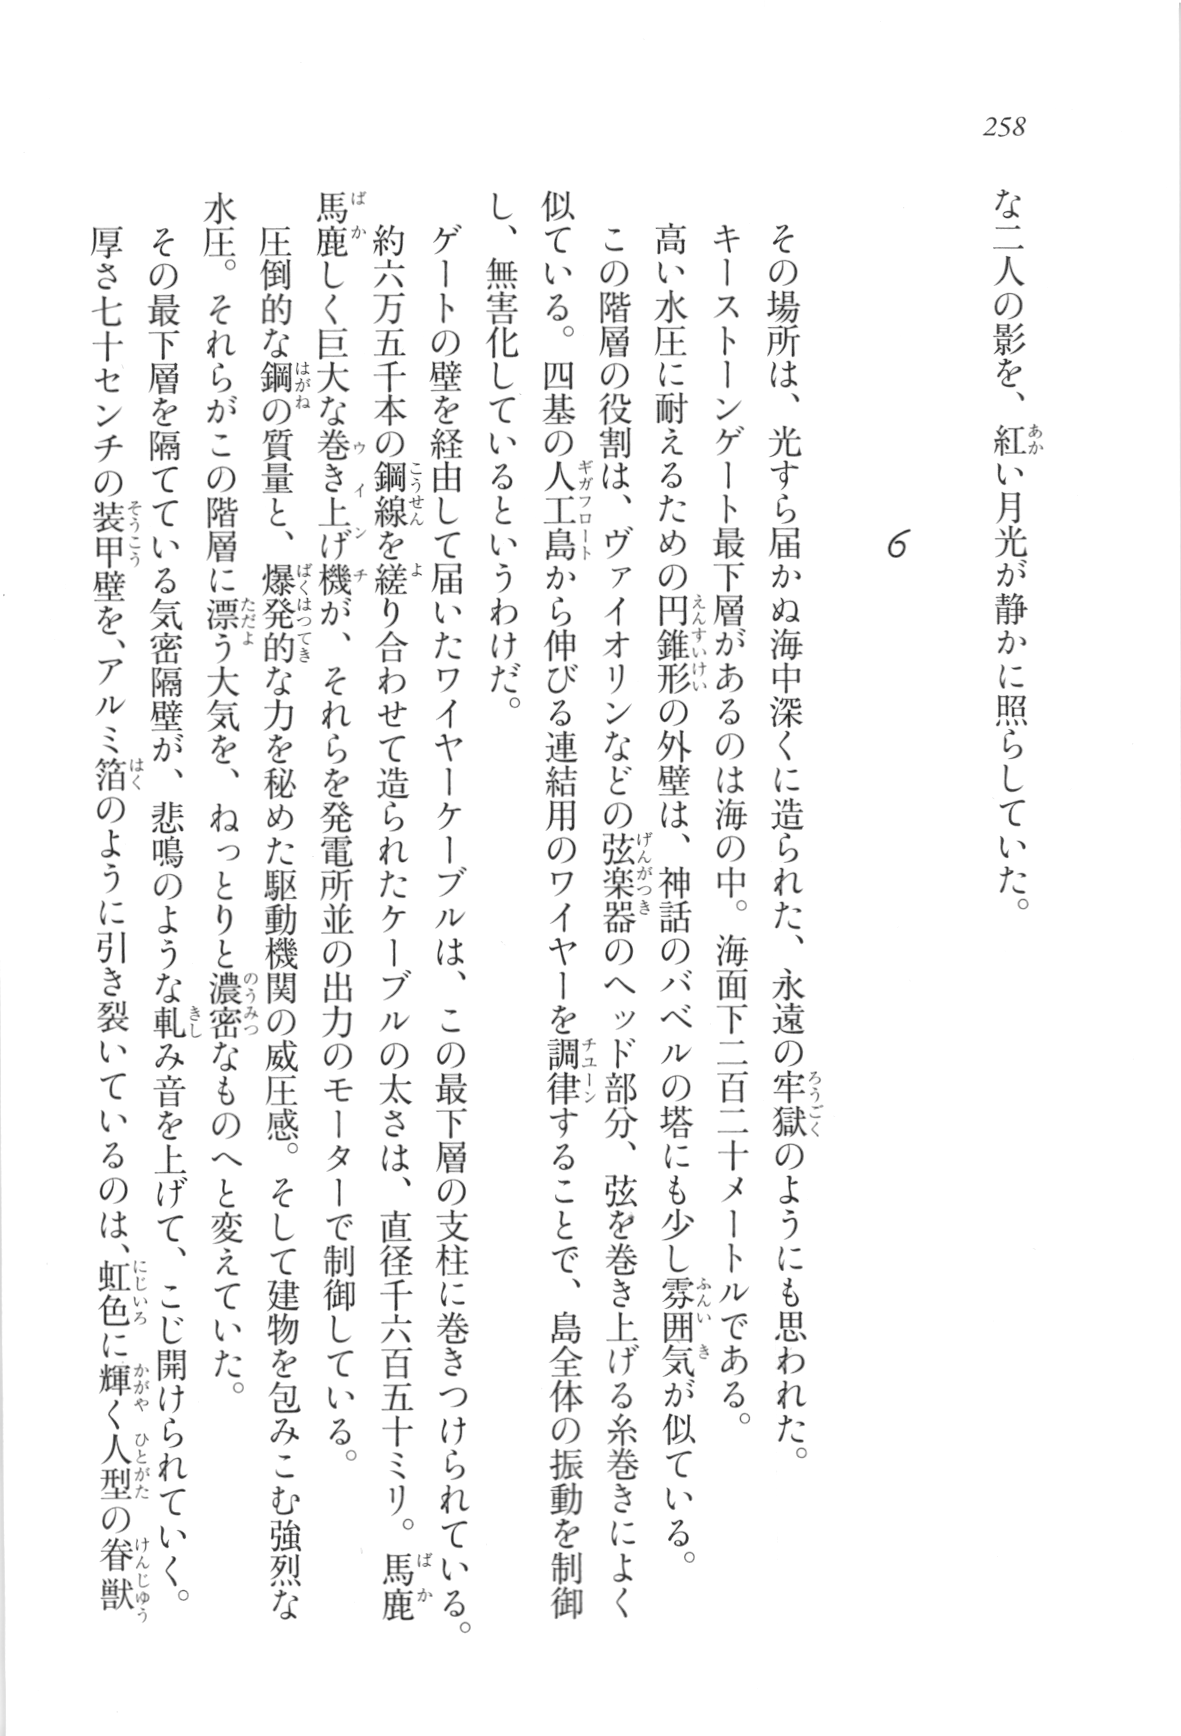 258
な二人の影を、紅い月光が静かに照らしていた。
6
その場所は、光すら届かぬ海中深くに造られた、永遠の牢獄のようにも思われた。
キーストーンゲート最下層があるのは海の中。海面下二百二十メートルである。
高い水圧に耐えるための円錐形の外壁は、神話のバベルの塔にも少し雰囲気が似ている。
この階層の役割は、ヴァイオリンなどの弦楽器のヘッド部分、弦を巻き上げる糸巻きによく
似ている。四基の人工島から伸びる連結用のワイヤーを調律することで、島全体の振動を制御
し、無害化しているというわけだ。
ゲートの壁を経由して届いたワイヤーケーブルは、この最下層の支柱に巻きつけられている。
約六万五千本の鋼線を縒り合わせて造られたケーブルの太さは、直径千六百五十ミリ。馬鹿
馬鹿しく巨大な巻き上げ機が、それらを発電所並の出力のモーターで制御している。
圧倒的な鋼の質量と、爆発的な力を秘めた駆動機関の威圧感。そして建物を包みこむ強烈な
水圧。それらがこの階層に漂う大気を、ねっとりと濃密なものへと変えていた。
その最下層を隔てている気密隔壁が、悲鳴のような軋み音を上げて、こじ開けられていく。
厚さ七十センチの装甲壁を、アルミ箔のように引き裂いているのは、虹色に輝く人型の眷獣